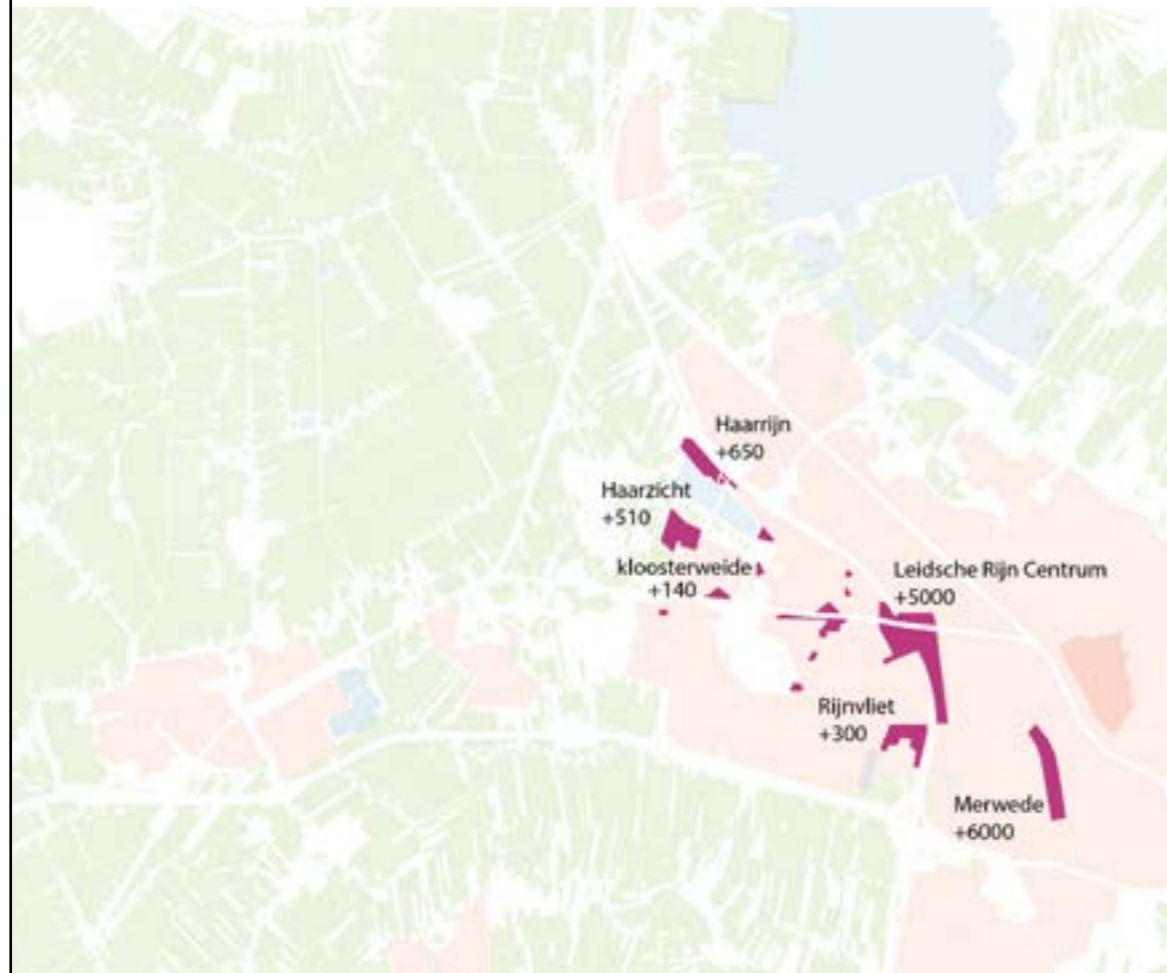 Haarrijn
+650
Haarzicht
+510
kloosterweide
+140
Leidsche Rijn Centrum
+5000
Rijnvliet
+300
Merwede
+6000